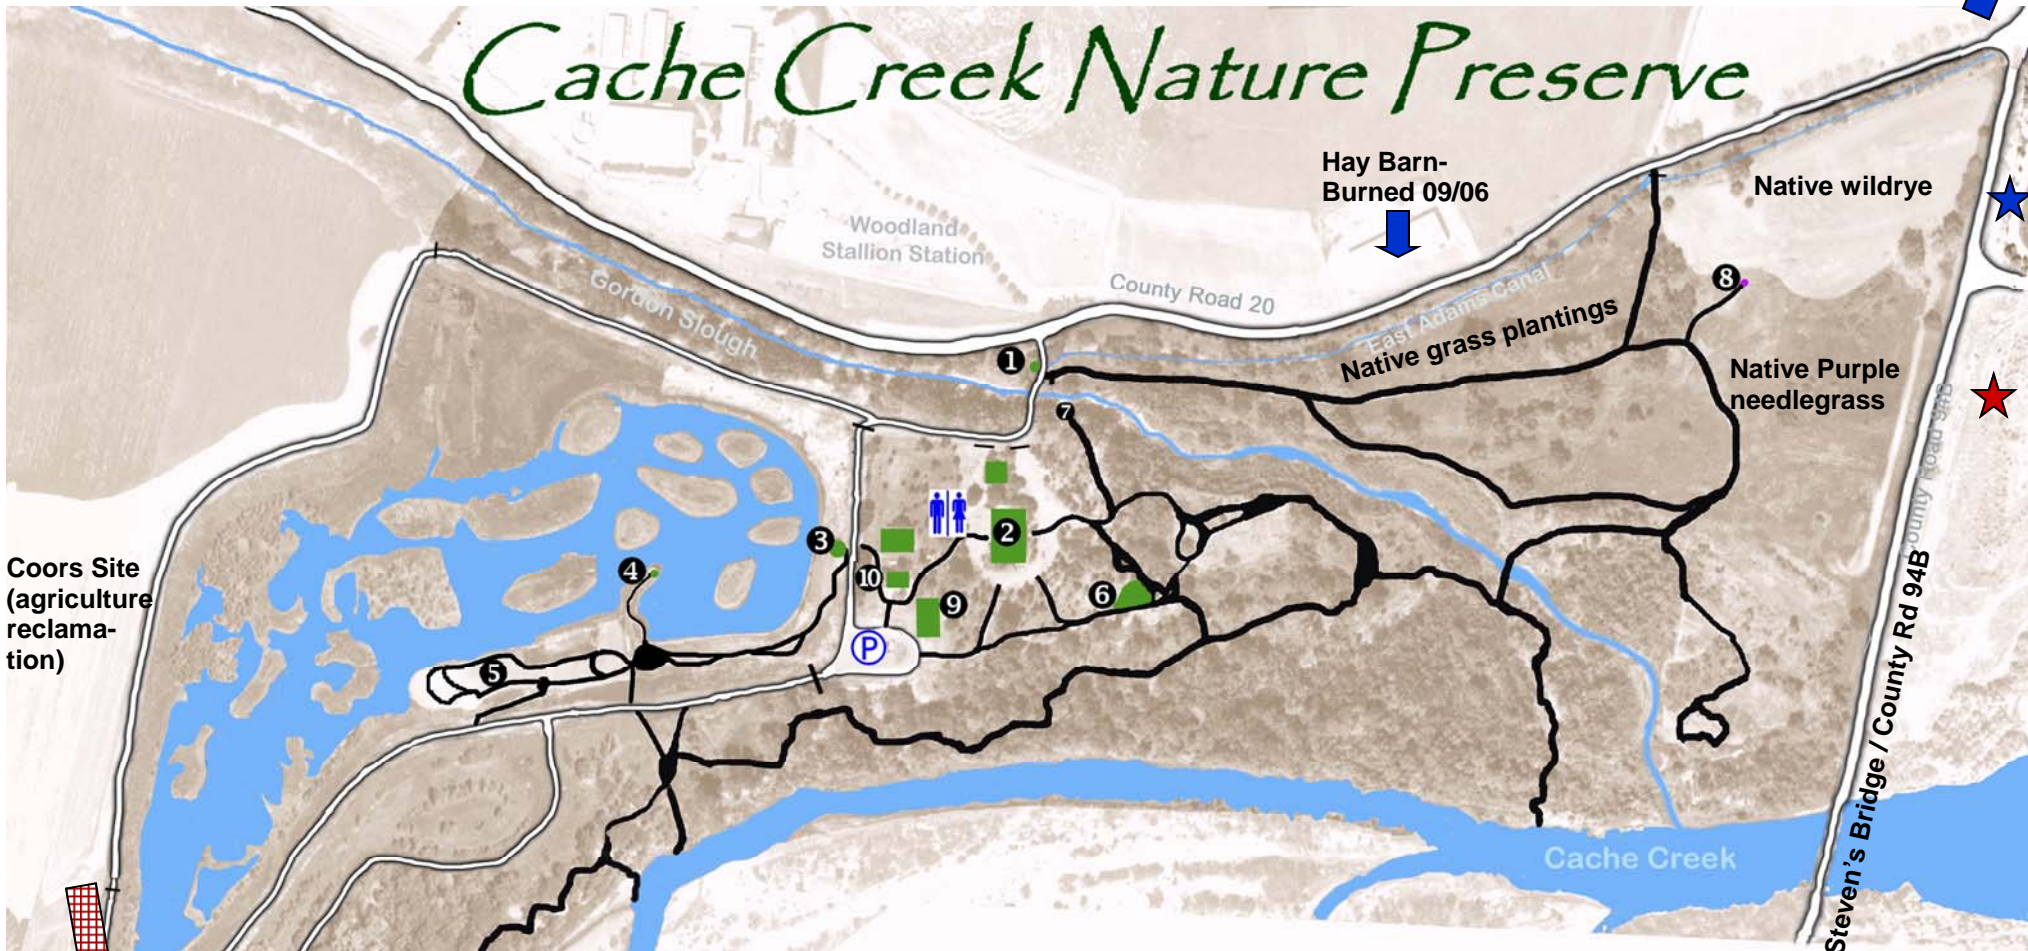 Cache Creek Nature Preserve
Hay Barn-
Burned 09/06
Native wildrye
Woodland
Stallion Station
Gordon Slough
County Road 20
East Adams Canal
Native grass plantings
8
1
Native Purple
needlegrass
County Road 94B
7
3
2
Coors Site
(agriculture
reclama-
tion)
4
10
9
6
P
5
Steven's Bridge / County Rd 94B
Cache Creek